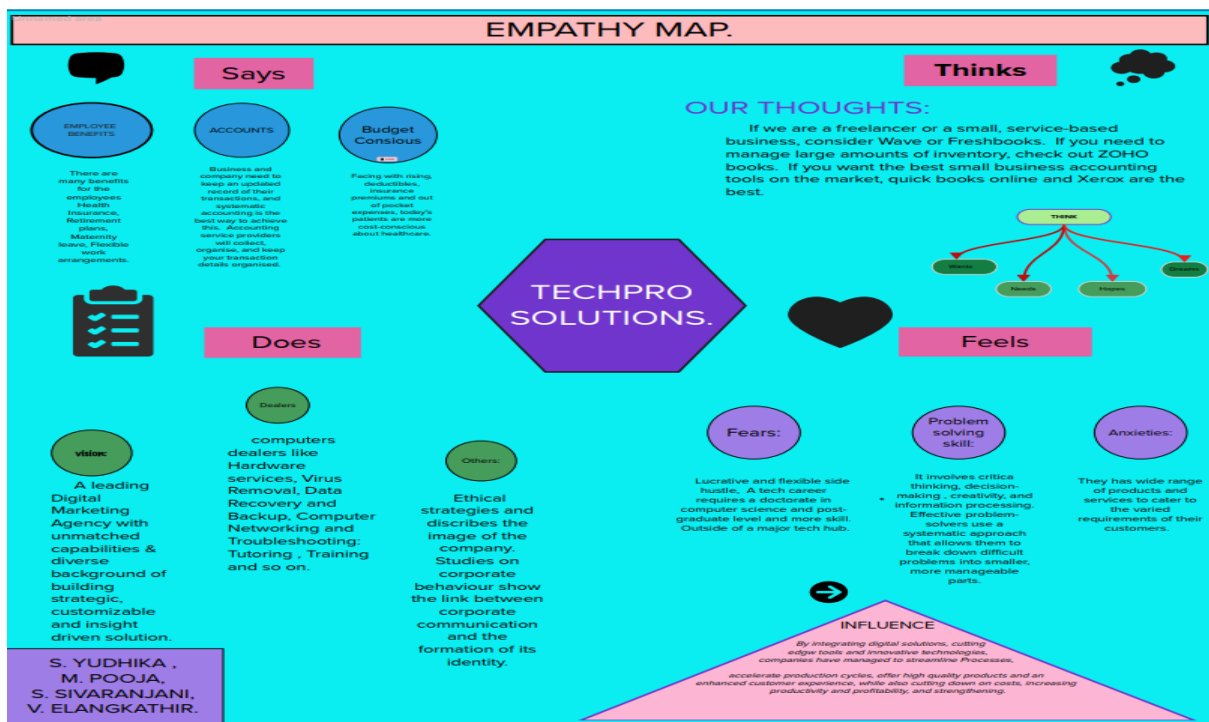 EMPATHY MAP.
Says
EMPLOYEE
BENEFITS
There are
many benefits
for the
employees
Health
Insurance,
Retirement
plans,
Maternity
leave, Flexible
work
arrangements.
ACCOUNTS
Business and
company need to
keep an updated
record of their
transactions, and
systematic
accounting is the
best way to achieve
this. Accounting
service providers
will collect,
organise, and keep
your transaction
details organised.
Budget
Consious
Facing with rising,
deductibles,
insurance
premiums and out
of pocket
expenses, today's
patients are more
cost-conscious
about healthcare.
Thinks
OUR THOUGHTS:
If we are a freelancer or a small, service-based
business, consider Wave or Freshbooks. If you need to
manage large amounts of inventory, check out ZOHO
books. If you want the best small business accounting
tools on the market, quick books online and Xerox are the
best.
THINK
Wants
Needs
Hopes
Dreams
TECHPRO
SOLUTIONS.
Does
vision:
A leading
Digital
Marketing
Agency with
unmatched
capabilities &
diverse
background of
building
strategic,
customizable
and insight
driven solution.
Dealers
computers
dealers like
Hardware
services, Virus
Removal, Data
Recovery and
Backup, Computer
Networking and
Troubleshooting:
Tutoring , Training
and so on.
Others:
Ethical
strategies and
discribes the
image of the
company.
Studies on
corporate
behaviour show
the link between
corporate
communication
and the
formation of its
identity.
Feels
Fears:
Lucrative and flexible side
hustle, A tech career
requires a doctorate in
computer science and post-
graduate level and more skill.
Outside of a major tech hub.
Problem
solving
skill:
It involves critica
thinking, decision-
making , creativity, and
information processing.
Effective problem-
solvers use a
systematic approach
that allows them to
break down difficult
problems into smaller,
more manageable
parts.
Anxieties:
They has wide range
of products and
services to cater to
the varied
requirements of their
customers.
INFLUENCE
By integrating digital solutions, cutting
edgw tools and innovative technologies,
companies have managed to streamline Processes,
accelerate production cycles, offer high quality products and an
enhanced customer experience, while also cutting down on costs, increasing
productivity and profitability, and strengthening.
S. YUDHIKA ,
M. POOJA,
S. SIVARANJANI,
V. ELANGKATHIR.